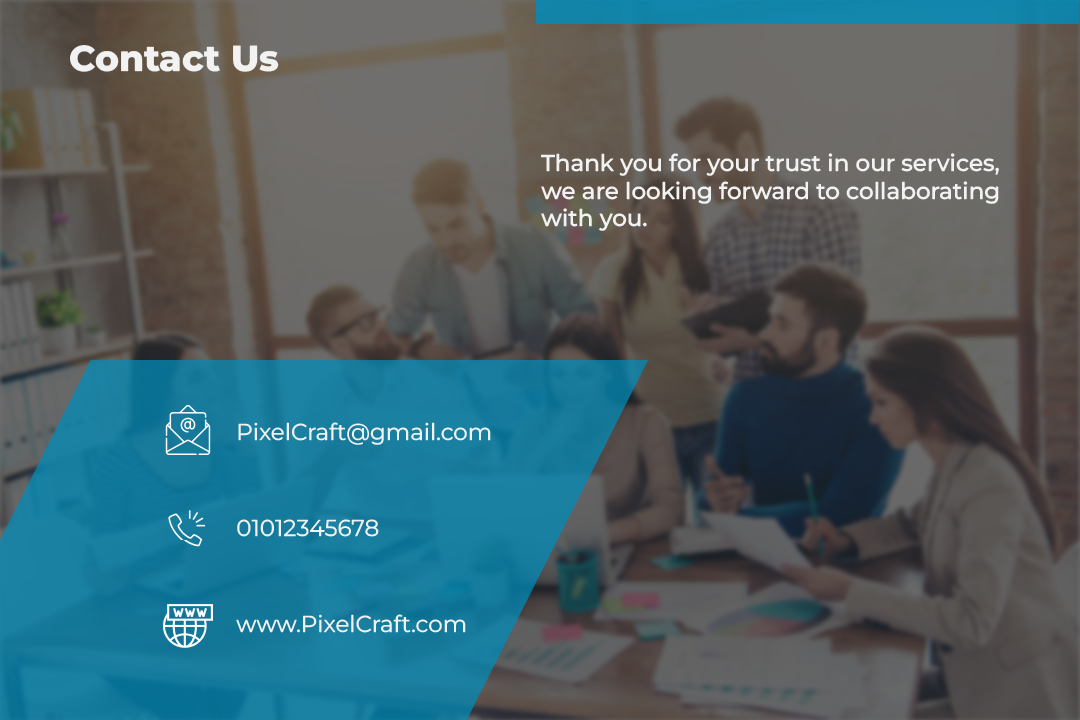 Contact Us
Thank you for your trust in our services,
we are looking forward to collaborating
with you.
@
PixelCraft@gmail.com
01012345678
WWW
www.PixelCraft.com